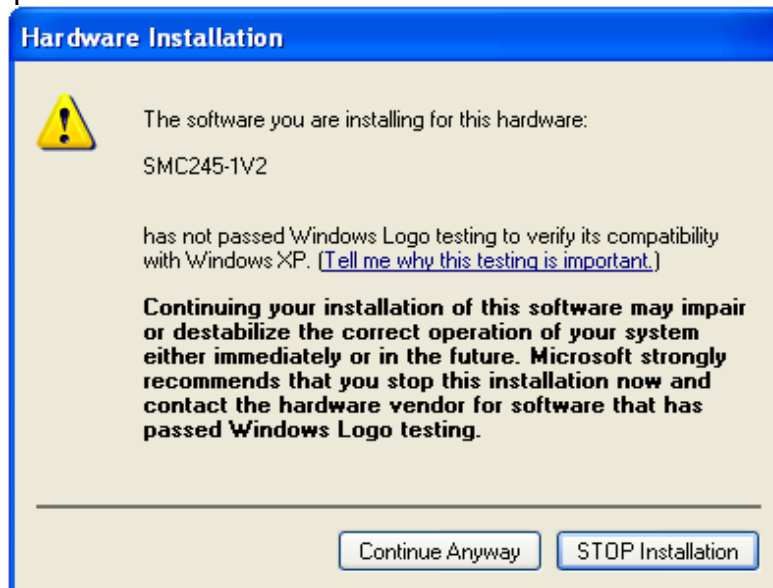 Hardware Installation
The software you are installing for this hardware:
SMC245-1V2
has not passed Windows Logo testing to verify its compatibility
with Windows XP. (Tell me why this testing is important.)
Continuing your installation of this software may impair
or destabilize the correct operation of your system
either immediately or in the future. Microsoft strongly
recommends that you stop this installation now and
contact the hardware vendor for software that has
passed Windows Logo testing.
Continue Anyway
STOP Installation